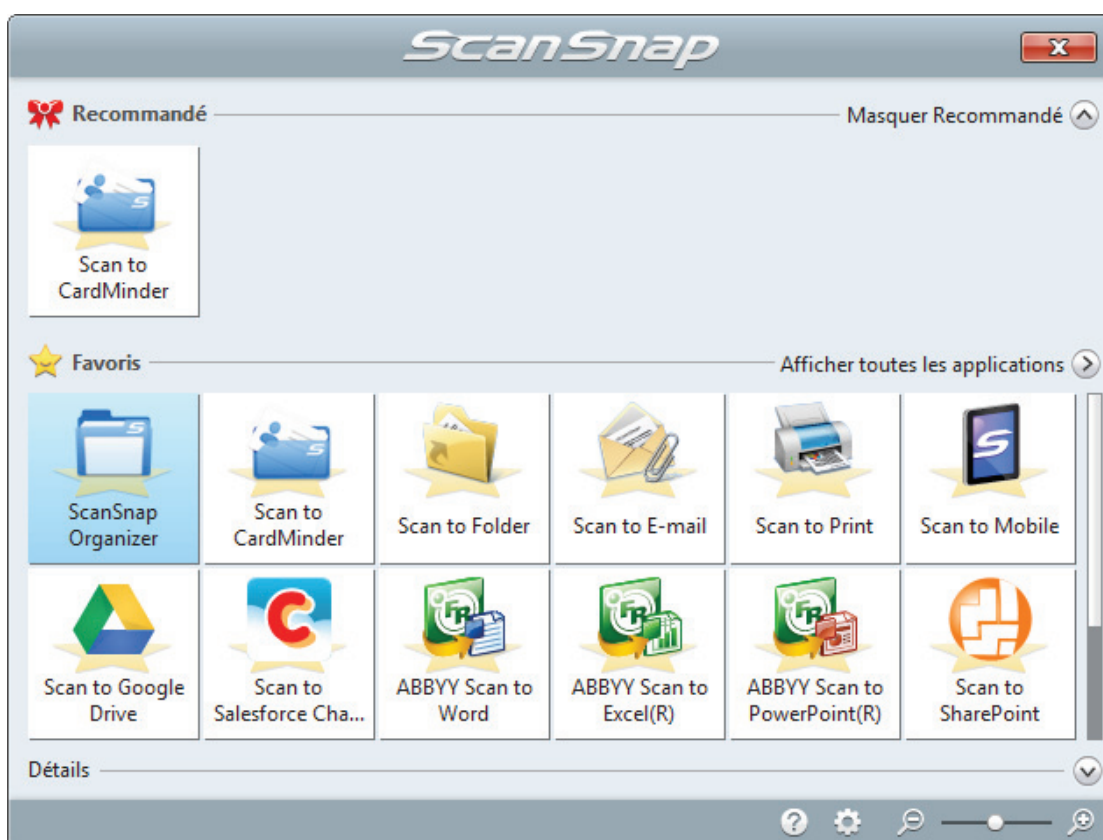 ScanSnap
Recommandé
Masquer Recommandé
Scan to
CardMinder
Favoris
Afficher toutes les applications
ScanSnap
Organizer
Scan to
CardMinder
Scan to Folder
Scan to E-mail
Scan to Print
Scan to Mobile
Scan to Google
Drive
Scan to
Salesforce Cha...
ABBYY Scan to
Word
ABBYY Scan to
Excel(R)
ABBYY Scan to
PowerPoint(R)
Scan to
SharePoint
Détails